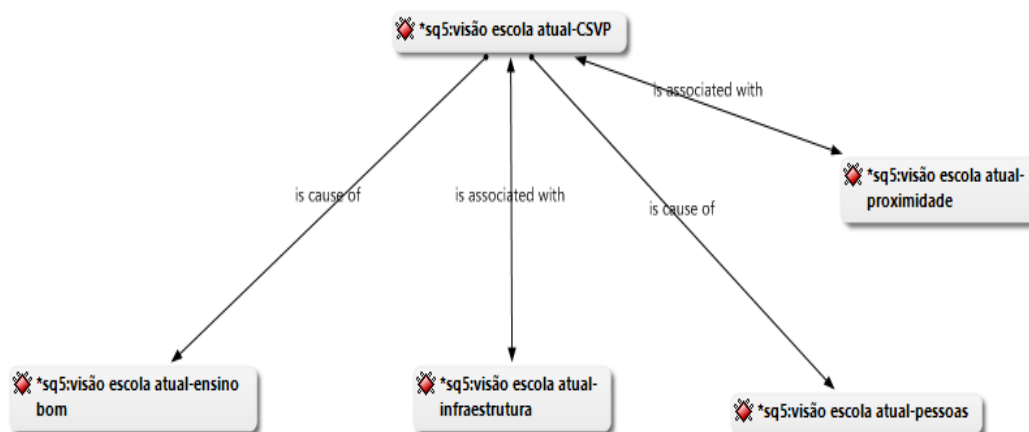 *sq5:visão escola atual-CSVP
is associated with
*sq5:visão escola atual-
proximidade
is cause of
is associated with
is cause of
*sq5:visão escola atual-ensino
bom
*sq5:visão escola atual-
infraestrutura
*sq5:visão escola atual-pessoas